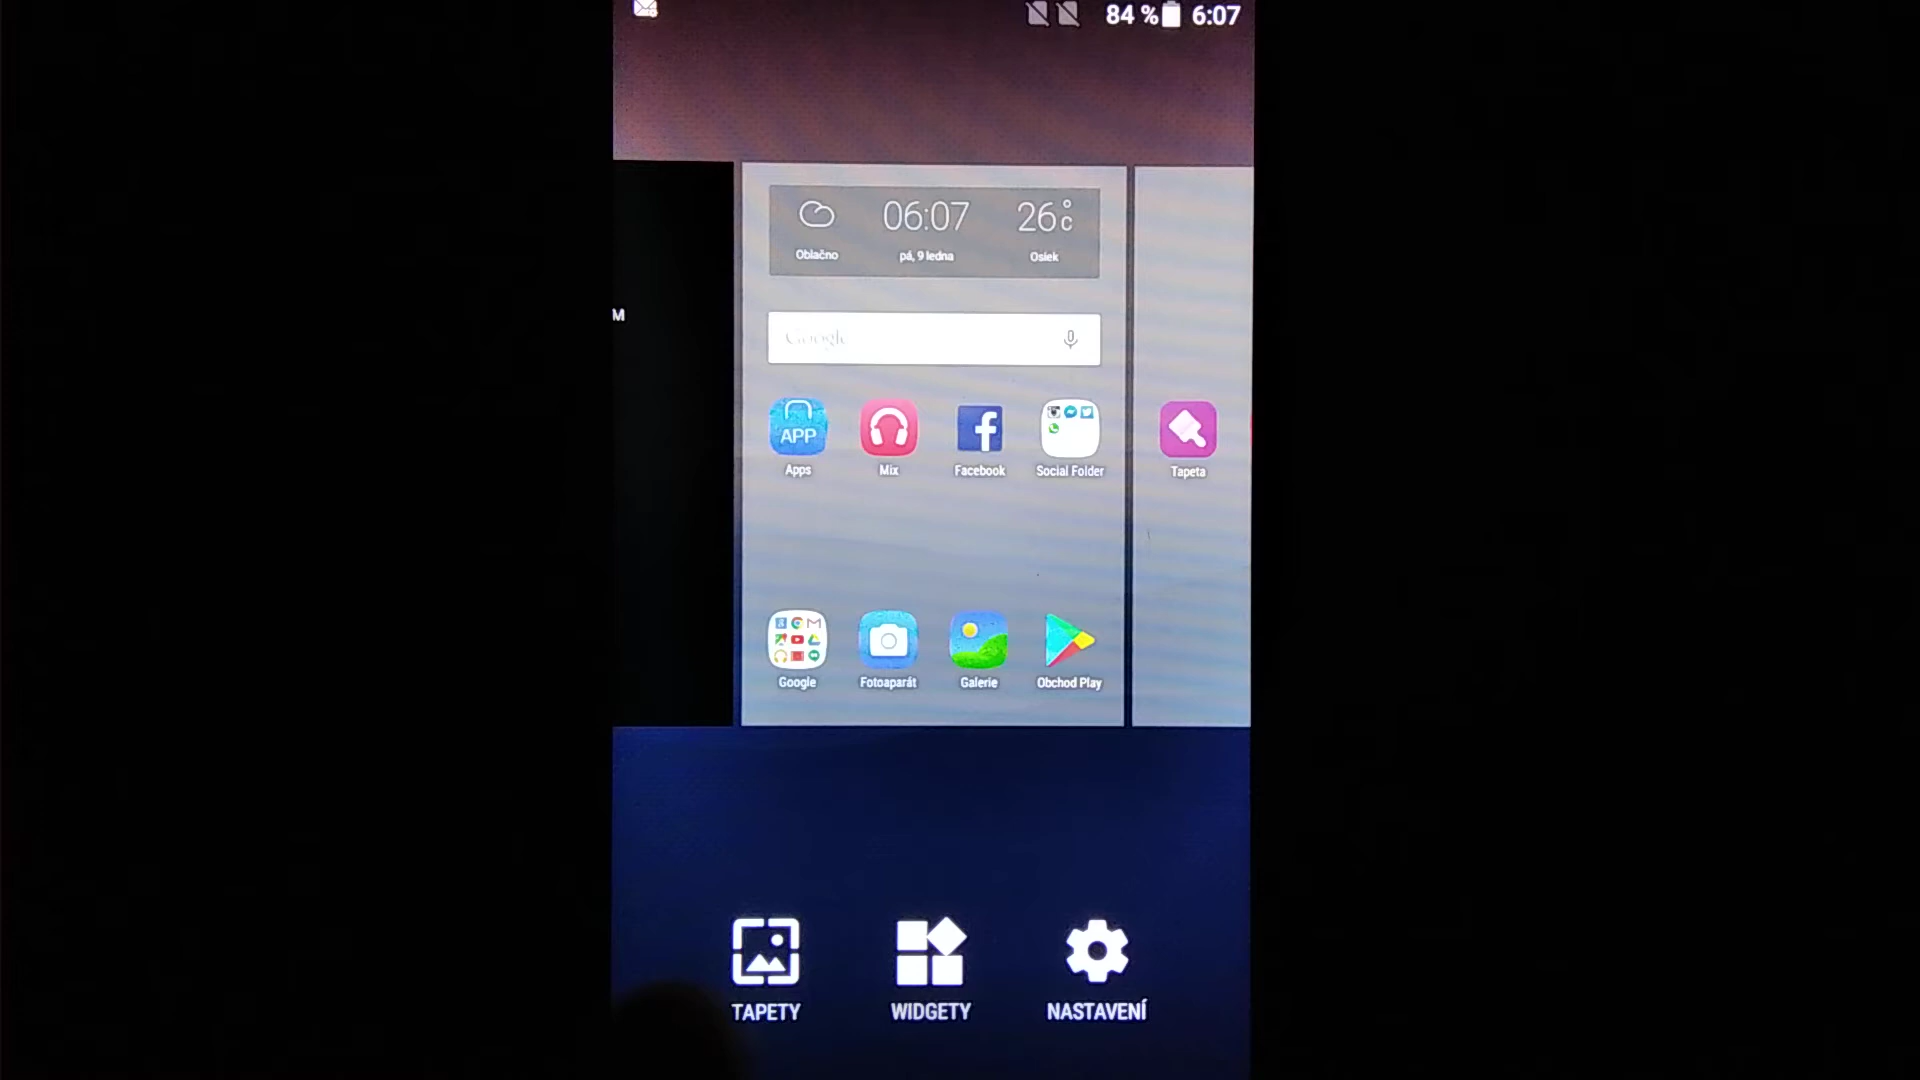 84 % 6:07
06:07 26°C
Oblačno pá, 9 ledna Osiek
M
Google
APP
Apps Mix Facebook Social Folder Tapeta
Google Fotoaparát Galerie Obchod Play
TAPETY WIDGETY NASTAVENÍ